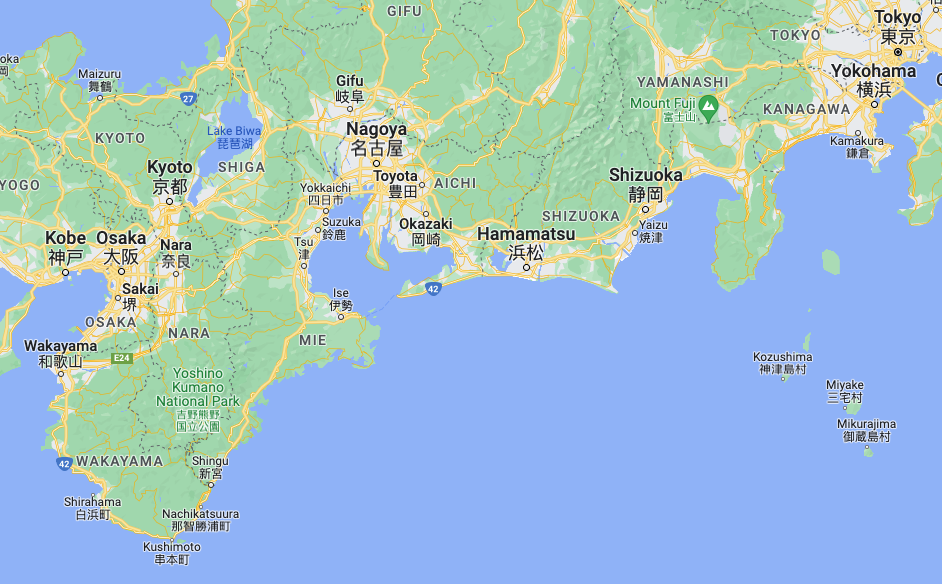 GIFU
Tokyo
東京
TOKYO
oka
岡
Maizuru
舞鶴
27
Gifu
岐阜
YAMANASHI
Yokohama
横浜
C
Mount Fuji
富士山
KANAGAWA
KYOTO
Lake Biwa
琵琶湖
Nagoya
名古屋
Kamakura
鎌倉
Kyoto
京都
SHIGA
YOGO
Toyota
豊田
AICHI
Shizuoka
静岡
Yokkaichi
四日市
Suzuka
鈴鹿
Okazaki
岡崎
SHIZUOKA
Yaizu
焼津
Kobe
神戸
Osaka
大阪
Nara
奈良
Tsu
津
Hamamatsu
浜松
Sakai
堺
Ise
伊勢
42
OSAKA
NARA
MIE
Wakayama
和歌山
E24
Kozushima
神津島村
Yoshino
Kumano
National Park
吉野熊野
国立公園
Miyake
三宅村
Mikurajima
御蔵島村
42
WAKAYAMA
Shingu
新宮
Shirahama
白浜町
Nachikatsuura
那智勝浦町
Kushimoto
串本町